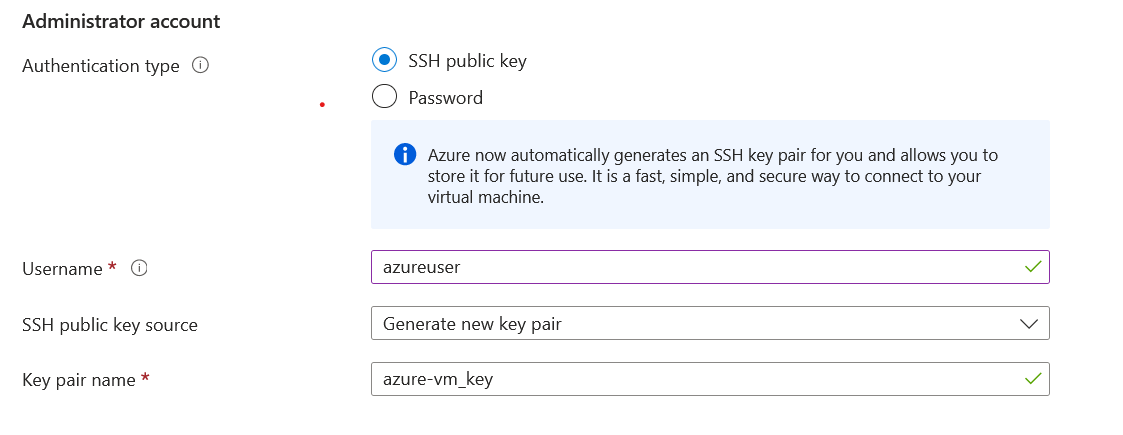 Administrator account
Authentication type
SSH public key
Password
Azure now automatically generates an SSH key pair for you and allows you to
store it for future use. It is a fast, simple, and secure way to connect to your
virtual machine.
Username *
azureuser
SSH public key source
Generate new key pair
Key pair name *
azure-vm_key